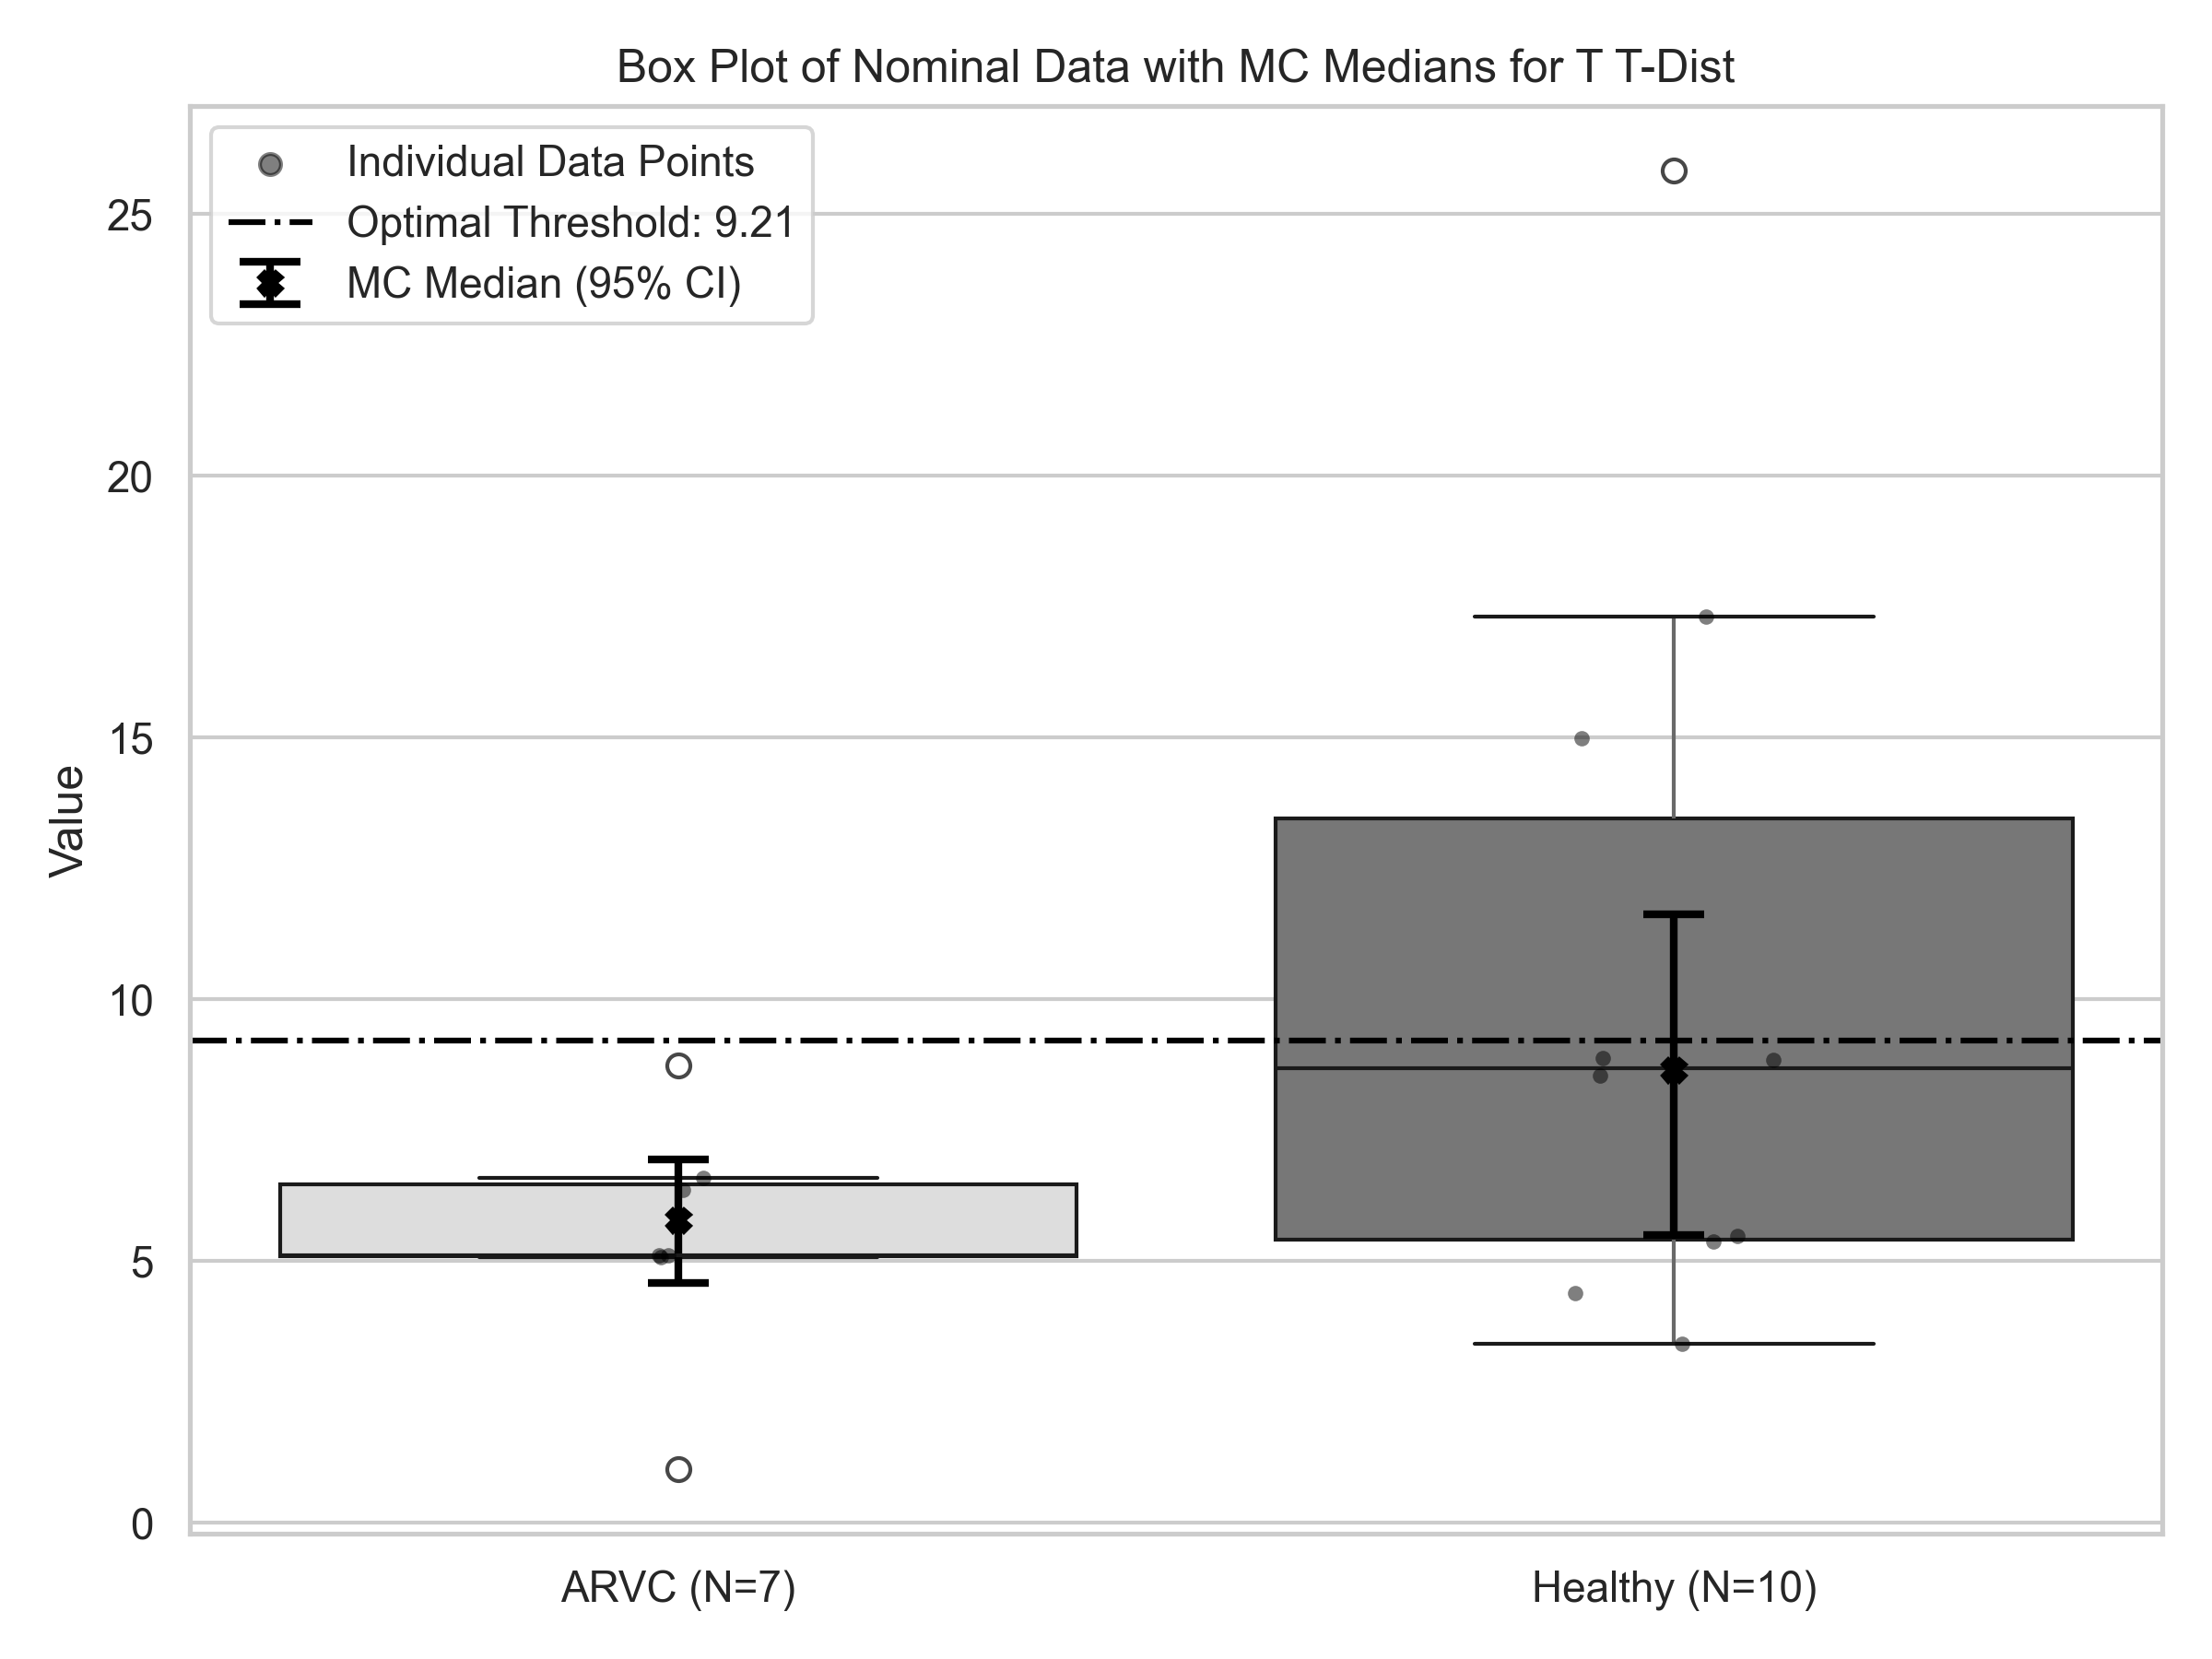 Box Plot of Nominal Data with MC Medians for T T-Dist
Individual Data Points
Optimal Threshold: 9.21
MC Median (95% CI)
25
20
15
10
5
0
Value
ARVC (N=7)
Healthy (N=10)